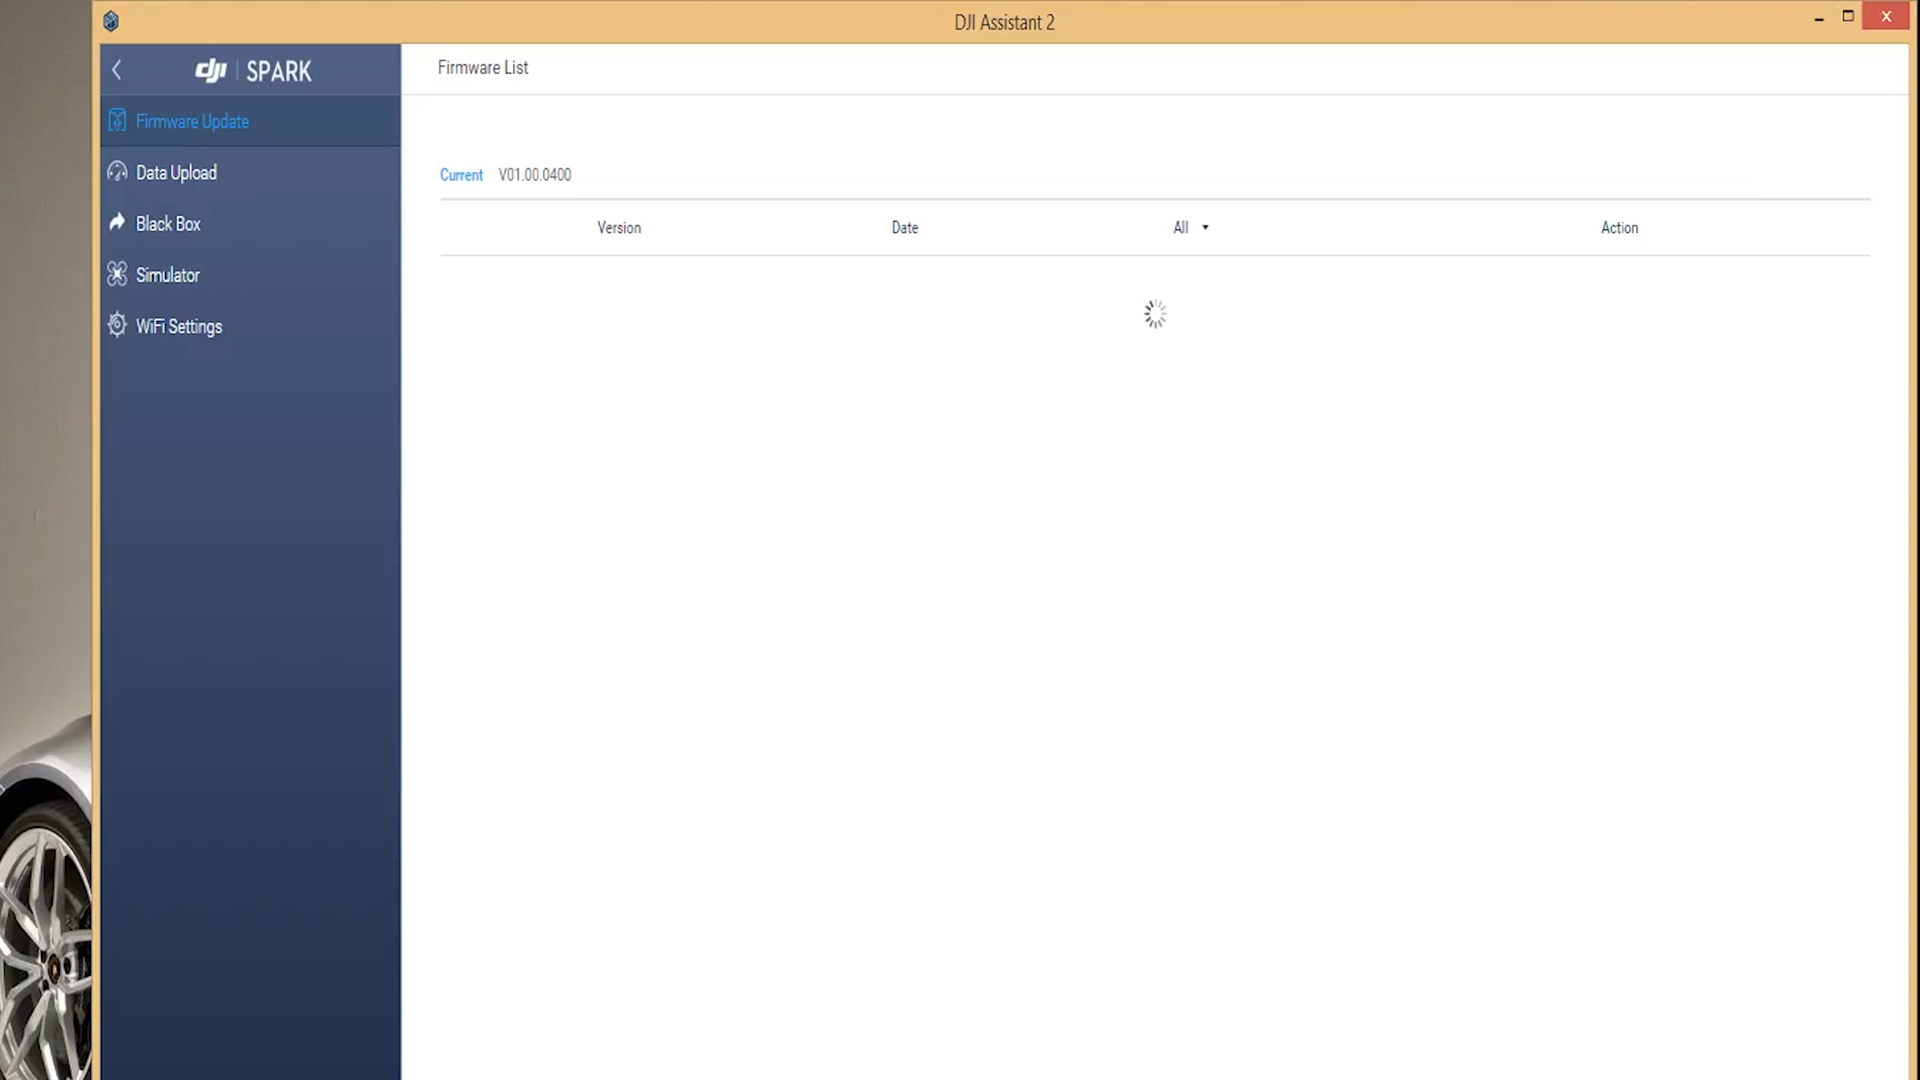 DJI Assistant 2
dji SPARK
Firmware List
Firmware Update
Data Upload
Black Box
Simulator
WiFi Settings
Current V01.00.0400
Version Date All Action